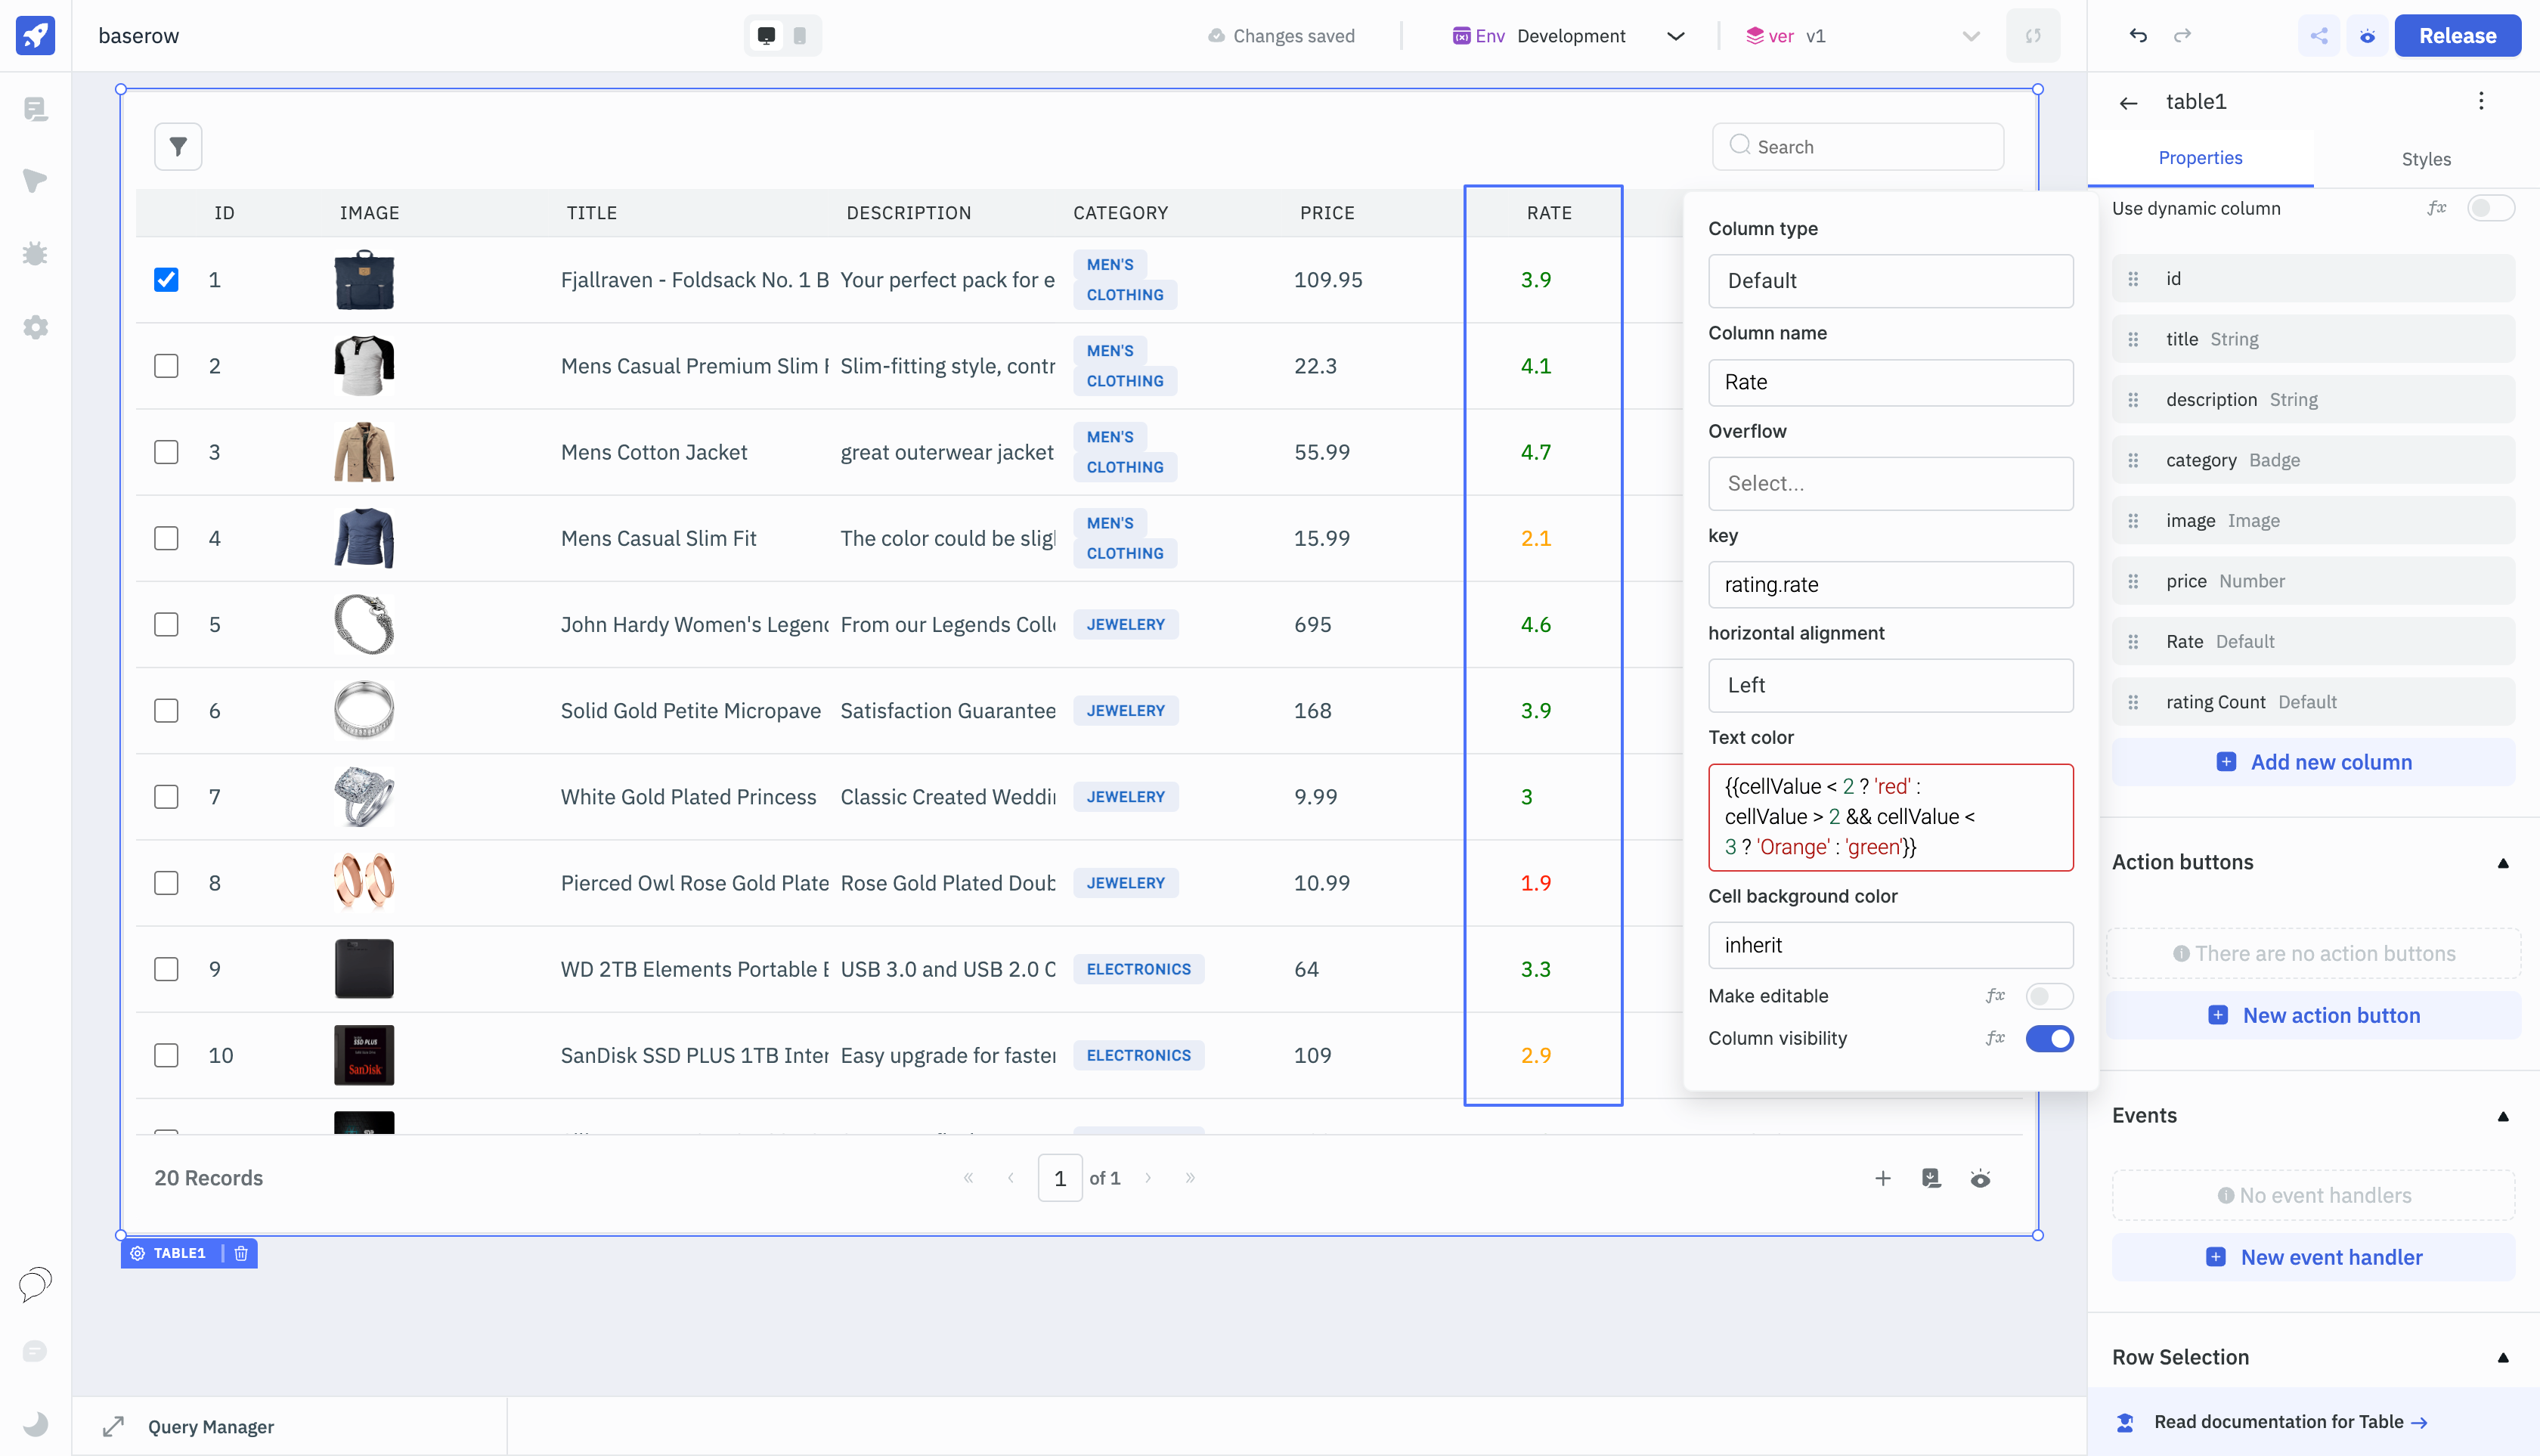 baserow
Changes saved
Env Development
ver v1
Release
table1
Properties
Styles
Search
ID IMAGE TITLE DESCRIPTION CATEGORY PRICE RATE
1 Fjallraven - Foldsack No. 1 B Your perfect pack for e MEN'S CLOTHING 109.95 3.9
2 Mens Casual Premium Slim Slim-fitting style, contr MEN'S CLOTHING 22.3 4.1
3 Mens Cotton Jacket great outerwear jacket MEN'S CLOTHING 55.99 4.7
4 Mens Casual Slim Fit The color could be slig MEN'S CLOTHING 15.99 2.1
5 John Hardy Women's Legen From our Legends Coll JEWELERY 695 4.6
6 Solid Gold Petite Micropave Satisfaction Guarantee JEWELERY 168 3.9
7 White Gold Plated Princess Classic Created Weddi JEWELERY 9.99 3
8 Pierced Owl Rose Gold Plate Rose Gold Plated Doub JEWELERY 10.99 1.9
9 WD 2TB Elements Portable USB 3.0 and USB 2.0 C ELECTRONICS 64 3.3
10 SanDisk SSD PLUS 1TB Inter Easy upgrade for faster ELECTRONICS 109 2.9
SSD PLUS
SanDisk
20 Records
« ‹ 1 of 1 › »
TABLE1
Query Manager
Column type
Default
Column name
Rate
Overflow
Select...
key
rating.rate
horizontal alignment
Left
Text color
{{cellValue < 2 ? 'red' :
cellValue > 2 && cellValue <
3 ? 'Orange' : 'green'}}
Cell background color
inherit
Make editable fx
Column visibility fx
Use dynamic column fx
id
title String
description String
category Badge
image Image
price Number
Rate Default
rating Count Default
Add new column
Action buttons
There are no action buttons
New action button
Events
No event handlers
New event handler
Row Selection
Read documentation for Table →